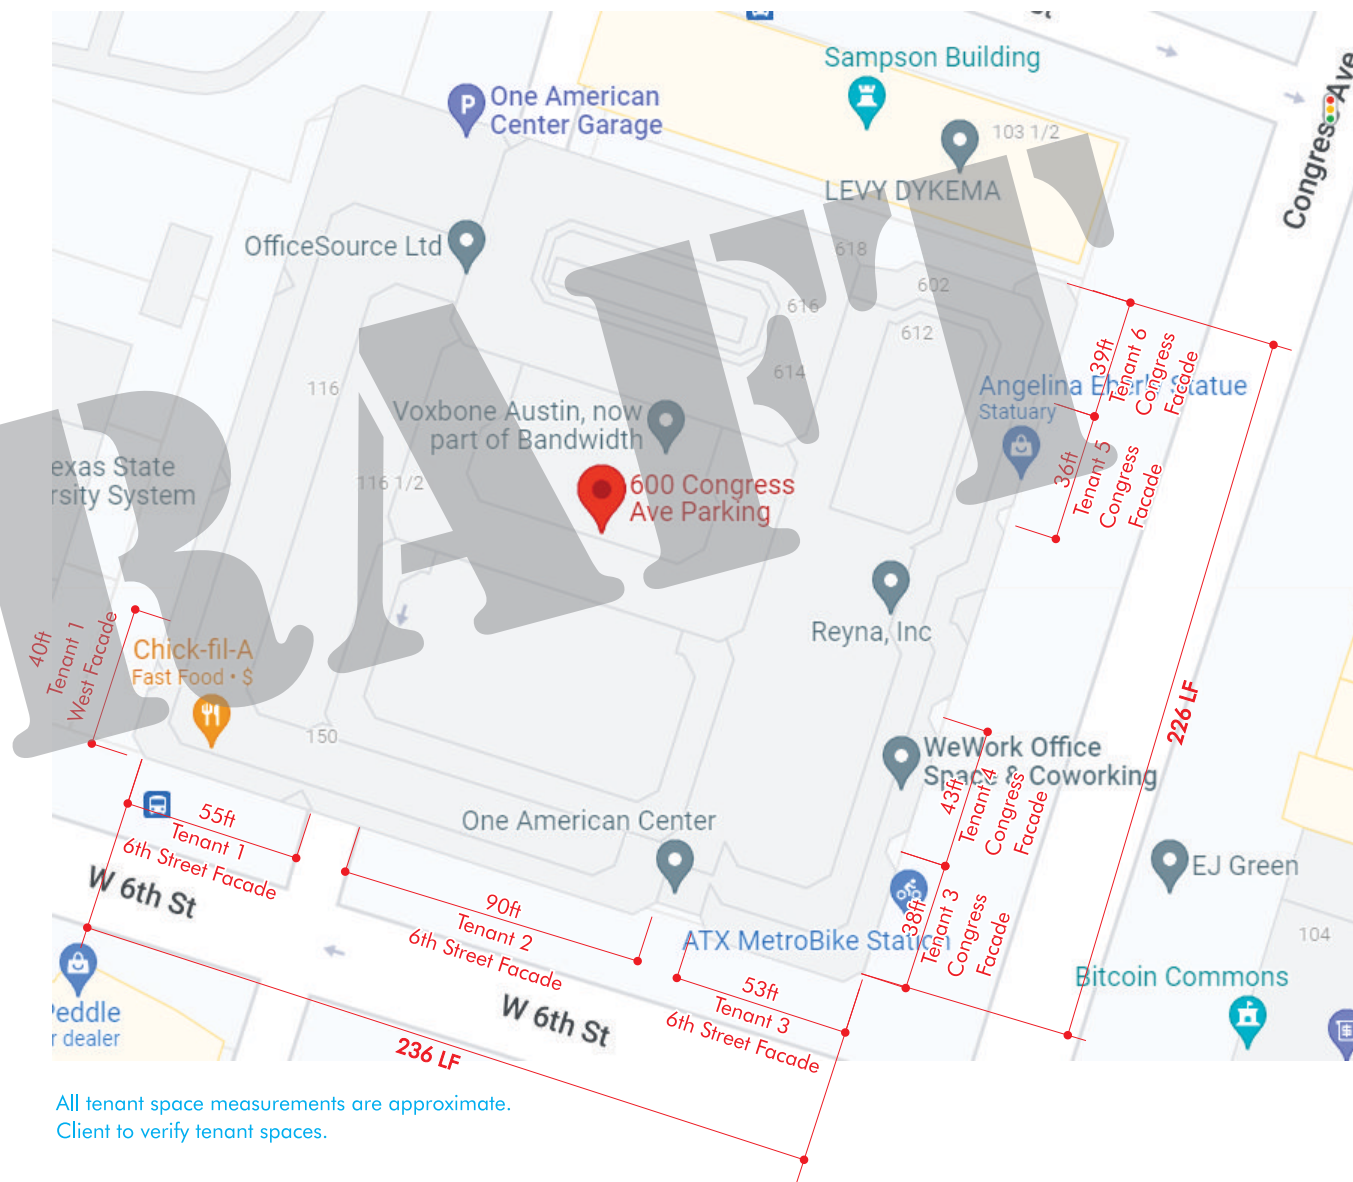 Sampson Building
One American
Center Garage
P
103 1/2
LEVY DYKEMA
Congress Ave
OfficeSource Ltd
618
602
616
612
614
116
39ft
Tenant 6
Congress
Facade
Voxbone Austin, now
part of Bandwidth
Statue
Angelina
Statuary
36ft
Tenant 5
Congress
Facade
exas State
rsity System
116 1/2
600 Congress
Ave Parking
RAFT
Reyna, Inc
40ft
Tenant 1
West Facade
Chick-fil-A
Fast Food • $
150
226 LF
WeWork Office
Space & Coworking
43ft
Tenant 4
Congress
Facade
One American Center
55ft
Tenant 1
6th Street Facade
W 6th St
EJ Green
90ft
Tenant 2
6th Street Facade
38ft
Tenant 3
Congress
Facade
ATX MetroBike Station
104
Bitcoin Commons
Peddle
r dealer
53ft
Tenant 3
6th Street Facade
W 6th St
236 LF
All tenant space measurements are approximate.
Client to verify tenant spaces.